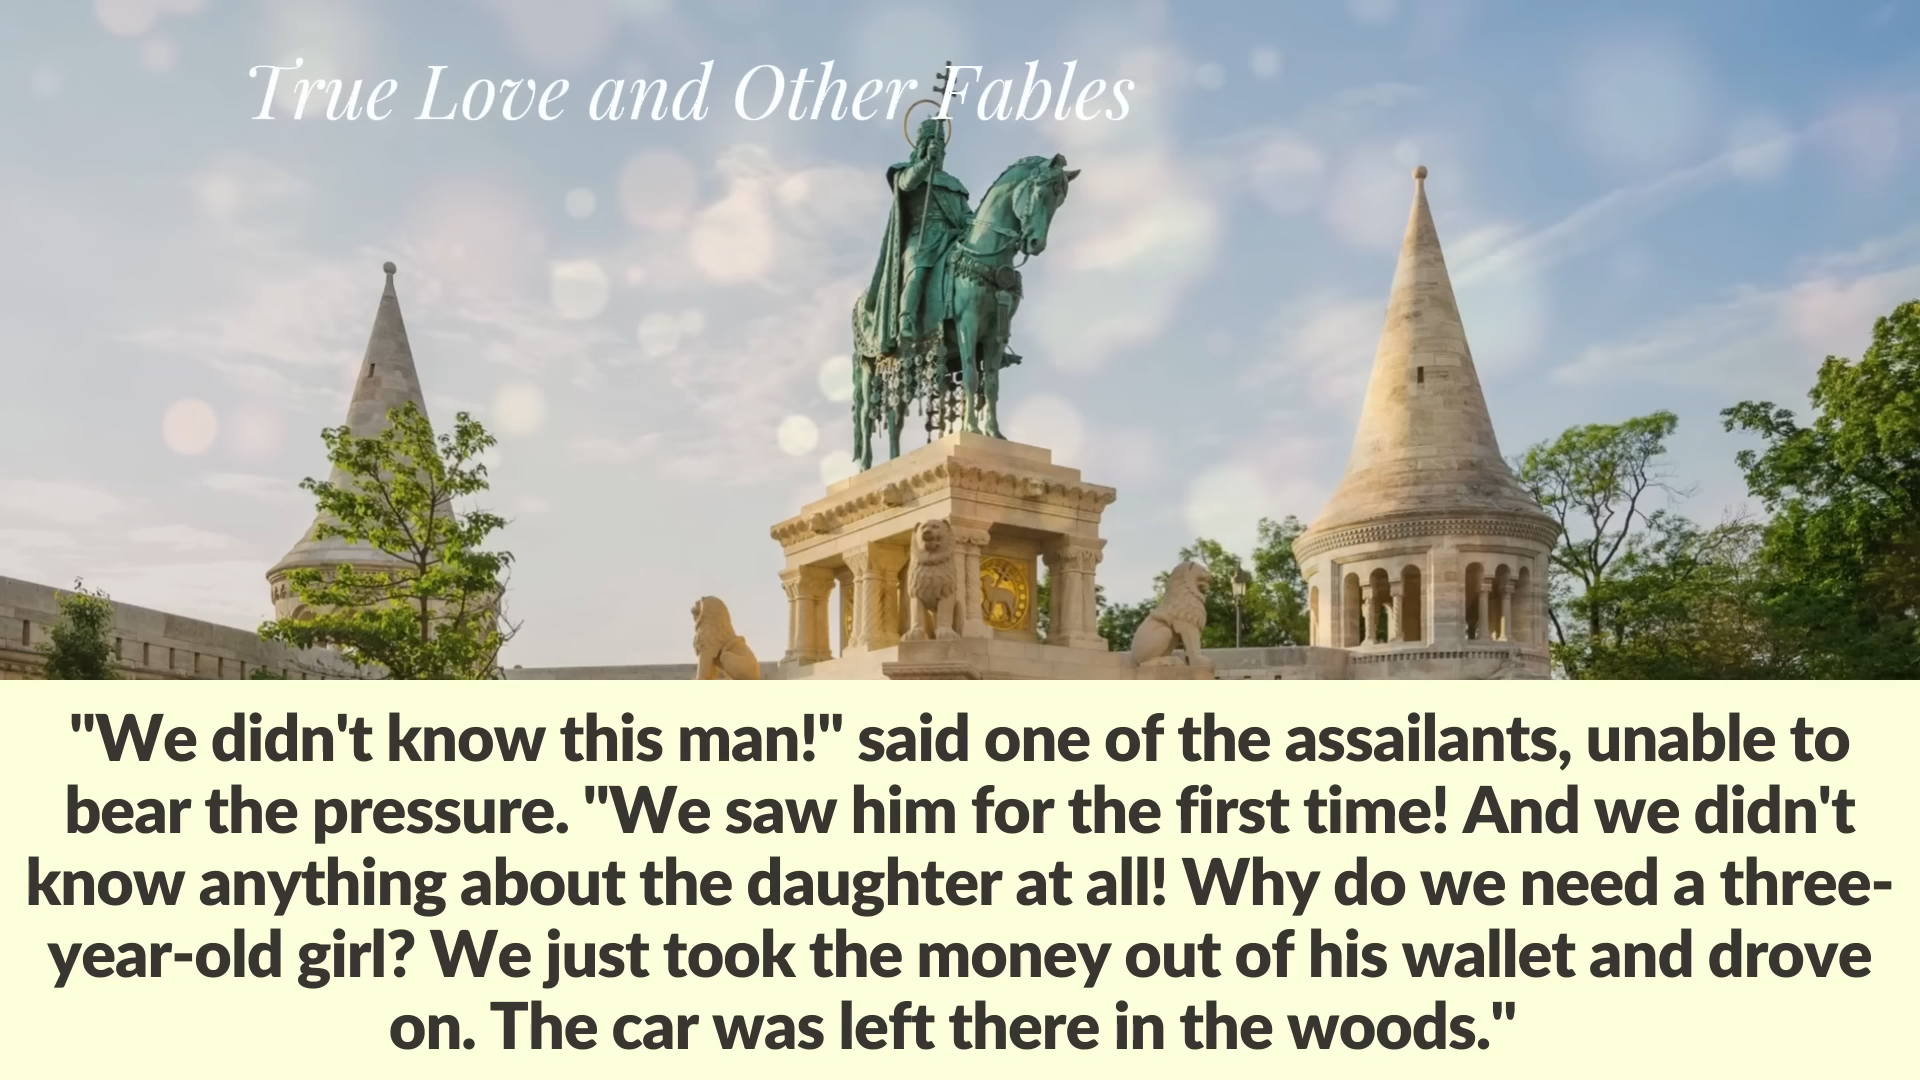 True Love and Other Fables
"We didn't know this man!" said one of the assailants, unable to
bear the pressure. "We saw him for the first time! And we didn't
know anything about the daughter at all! Why do we need a three-
year-old girl? We just took the money out of his wallet and drove
on. The car was left there in the woods."